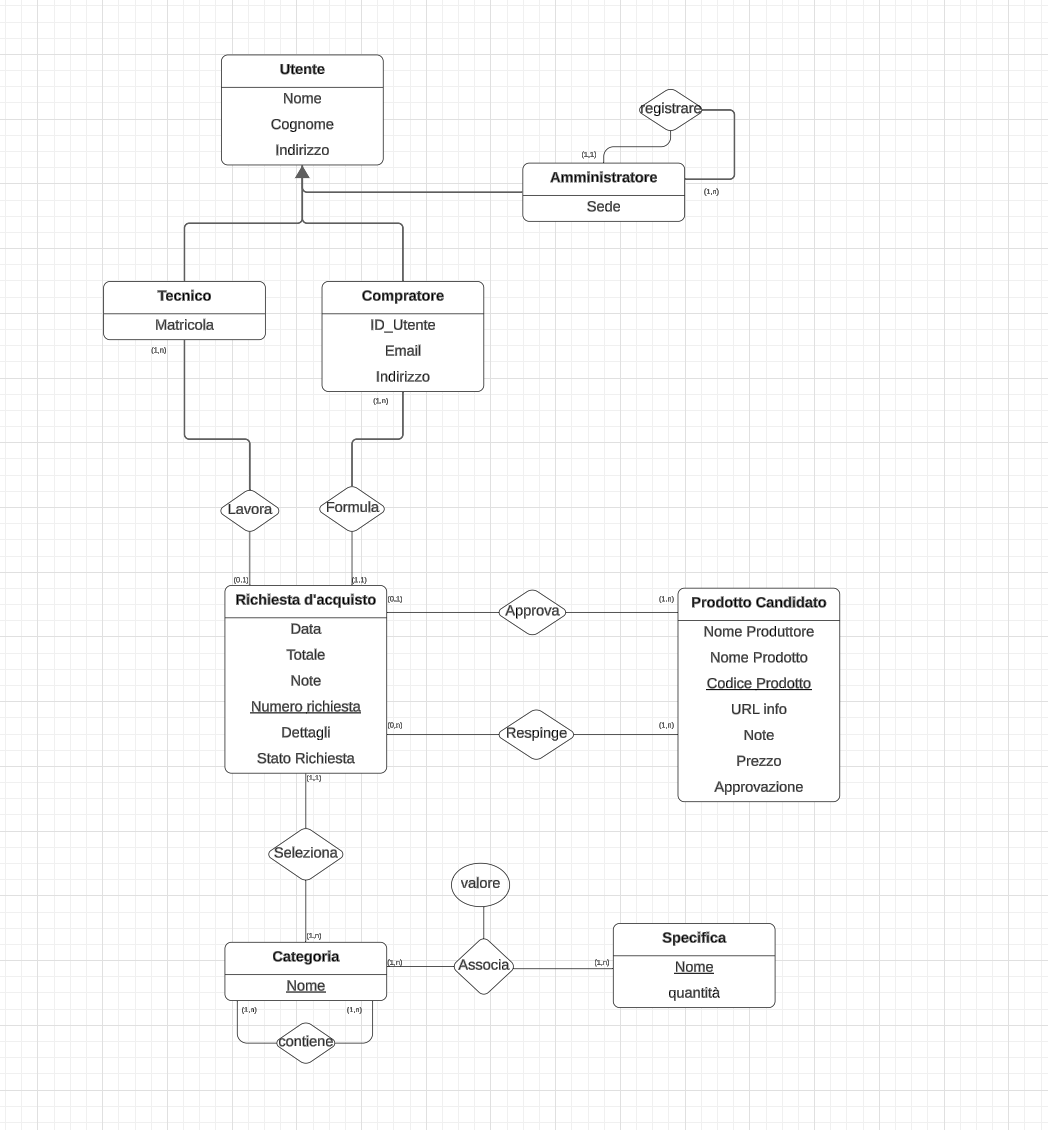 Utente
Nome
Cognome
Indirizzo
registrare
(1,1)
Amministratore
(1,n)
Sede
Tecnico
Matricola
(1,n)
Compratore
ID_Utente
Email
Indirizzo
(1,n)
Lavora
Formula
(0,1)
(1,1)
Richiesta d'acquisto
Data
Totale
Note
Numero richiesta
Dettagli
Stato Richiesta
(0,1)
Approva
(1,n)
(0,n)
Respinge
(1,n)
Prodotto Candidato
Nome Produttore
Nome Prodotto
Codice Prodotto
URL info
Note
Prezzo
Approvazione
(1,1)
Seleziona
(1,n)
valore
Categoria
Nome
(1,n)
Associa
(1,n)
Specifica
Nome
quantità
(1,n)
(1,n)
contiene